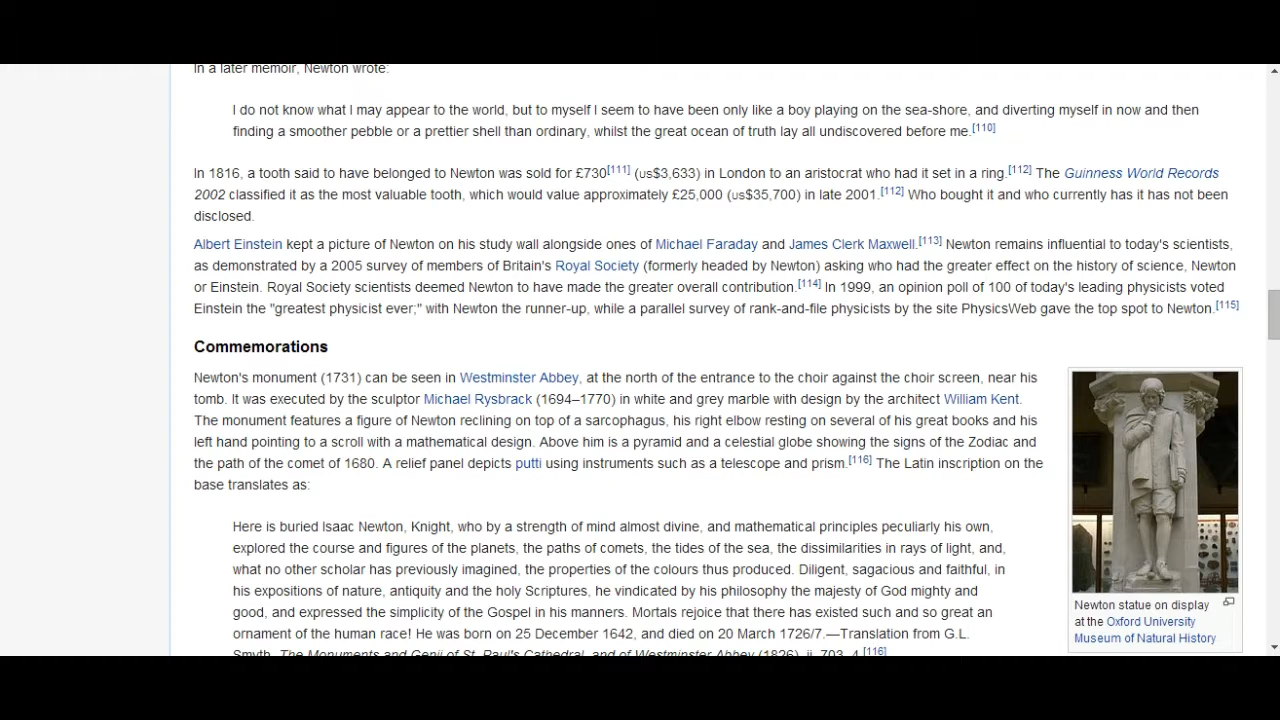 In a later memoir, Newton wrote:
I do not know what I may appear to the world, but to myself I seem to have been only like a boy playing on the sea-shore, and diverting myself in now and then
finding a smoother pebble or a prettier shell than ordinary, whilst the great ocean of truth lay all undiscovered before me.[110]
In 1816, a tooth said to have belonged to Newton was sold for £730[111] (US$3,633) in London to an aristocrat who had it set in a ring.[112] The Guinness World Records
2002 classified it as the most valuable tooth, which would value approximately £25,000 (US$35,700) in late 2001.[112] Who bought it and who currently has it has not been
disclosed.
Albert Einstein kept a picture of Newton on his study wall alongside ones of Michael Faraday and James Clerk Maxwell.[113] Newton remains influential to today's scientists,
as demonstrated by a 2005 survey of members of Britain's Royal Society (formerly headed by Newton) asking who had the greater effect on the history of science, Newton
or Einstein. Royal Society scientists deemed Newton to have made the greater overall contribution.[114] In 1999, an opinion poll of 100 of today's leading physicists voted
Einstein the "greatest physicist ever;" with Newton the runner-up, while a parallel survey of rank-and-file physicists by the site PhysicsWeb gave the top spot to Newton.[115]
Commemorations
Newton's monument (1731) can be seen in Westminster Abbey, at the north of the entrance to the choir against the choir screen, near his
tomb. It was executed by the sculptor Michael Rysbrack (1694–1770) in white and grey marble with design by the architect William Kent.
The monument features a figure of Newton reclining on top of a sarcophagus, his right elbow resting on several of his great books and his
left hand pointing to a scroll with a mathematical design. Above him is a pyramid and a celestial globe showing the signs of the Zodiac and
the path of the comet of 1680. A relief panel depicts putti using instruments such as a telescope and prism.[116] The Latin inscription on the
base translates as:
Here is buried Isaac Newton, Knight, who by a strength of mind almost divine, and mathematical principles peculiarly his own,
explored the course and figures of the planets, the paths of comets, the tides of the sea, the dissimilarities in rays of light, and,
what no other scholar has previously imagined, the properties of the colours thus produced. Diligent, sagacious and faithful, in
his expositions of nature, antiquity and the holy Scriptures, he vindicated by his philosophy the majesty of God mighty and
good, and expressed the simplicity of the Gospel in his manners. Mortals rejoice that there has existed such and so great an
ornament of the human race! He was born on 25 December 1642, and died on 20 March 1726/7.—Translation from G.L.
Smyth, The Monuments and Genii of St. Paul's Cathedral, and of Westminster Abbey (1826), ii, 703–4.[116]
Newton statue on display
at the Oxford University
Museum of Natural History